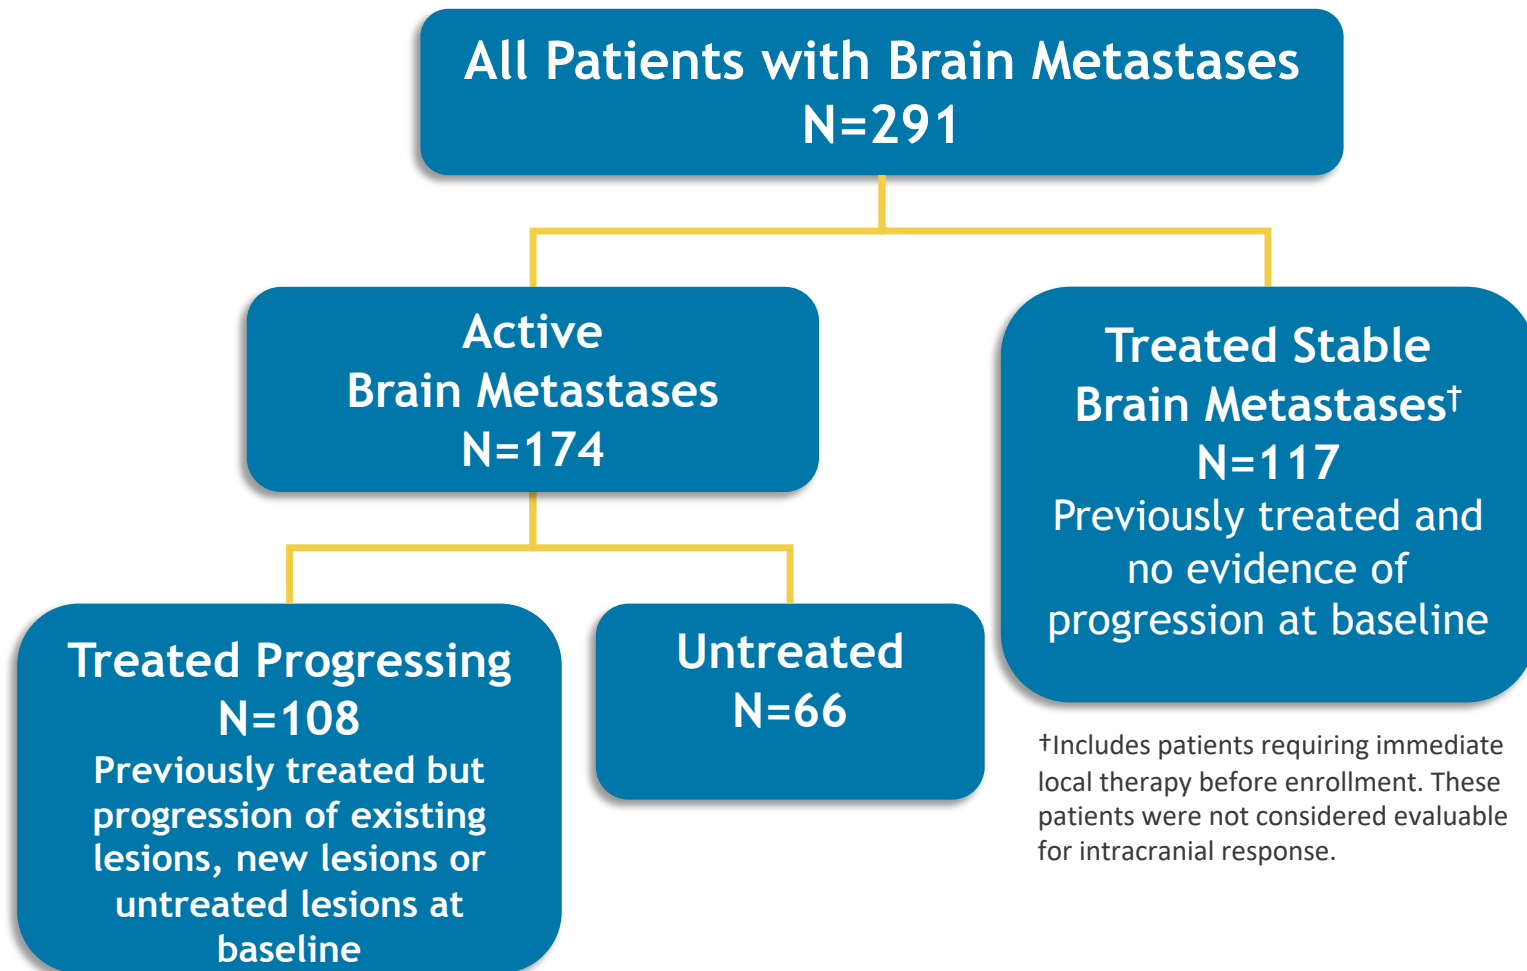 All Patients with Brain Metastases
N=291
Active
Brain Metastases
N=174
Treated Stable
Brain Metastases†
N=117
Previously treated and
no evidence of
progression at baseline
Treated Progressing
N=108
Previously treated but
progression of existing
lesions, new lesions or
untreated lesions at
baseline
Untreated
N=66
†Includes patients requiring immediate
local therapy before enrollment. These
patients were not considered evaluable
for intracranial response.